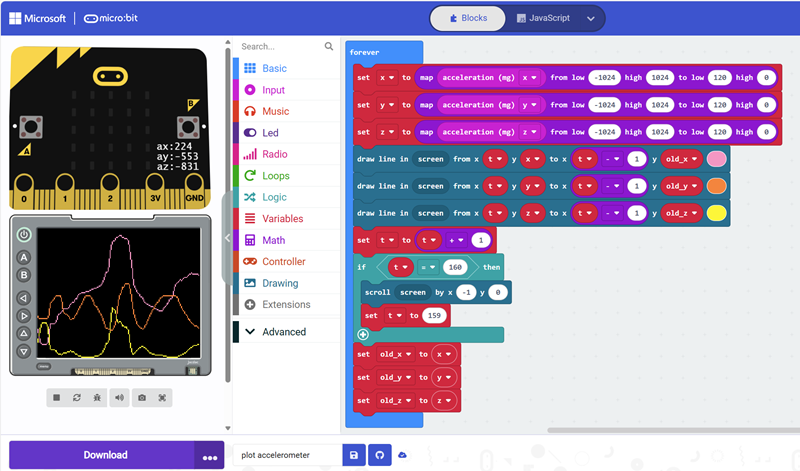 Microsoft
micro:bit
Blocks
JavaScript
B
A
ax:224
ay:-553
az:-831
0 1 2 3V GND
A
B
Search...
Basic
Input
Music
Led
Radio
Loops
Logic
Variables
Math
Controller
Drawing
Extensions
Advanced
forever
set x to map acceleration (mg) x from low -1024 high 1024 to low 120 high 0
set y to map acceleration (mg) y from low -1024 high 1024 to low 120 high 0
set z to map acceleration (mg) z from low -1024 high 1024 to low 120 high 0
draw line in screen from x t y x to x t - 1 y old_x
draw line in screen from x t y y to x t - 1 y old_y
draw line in screen from x t y z to x t - 1 y old_z
set t to t + 1
if t = 160 then
scroll screen by x -1 y 0
set t to 159
set old_x to x
set old_y to y
set old_z to z
Download
plot accelerometer